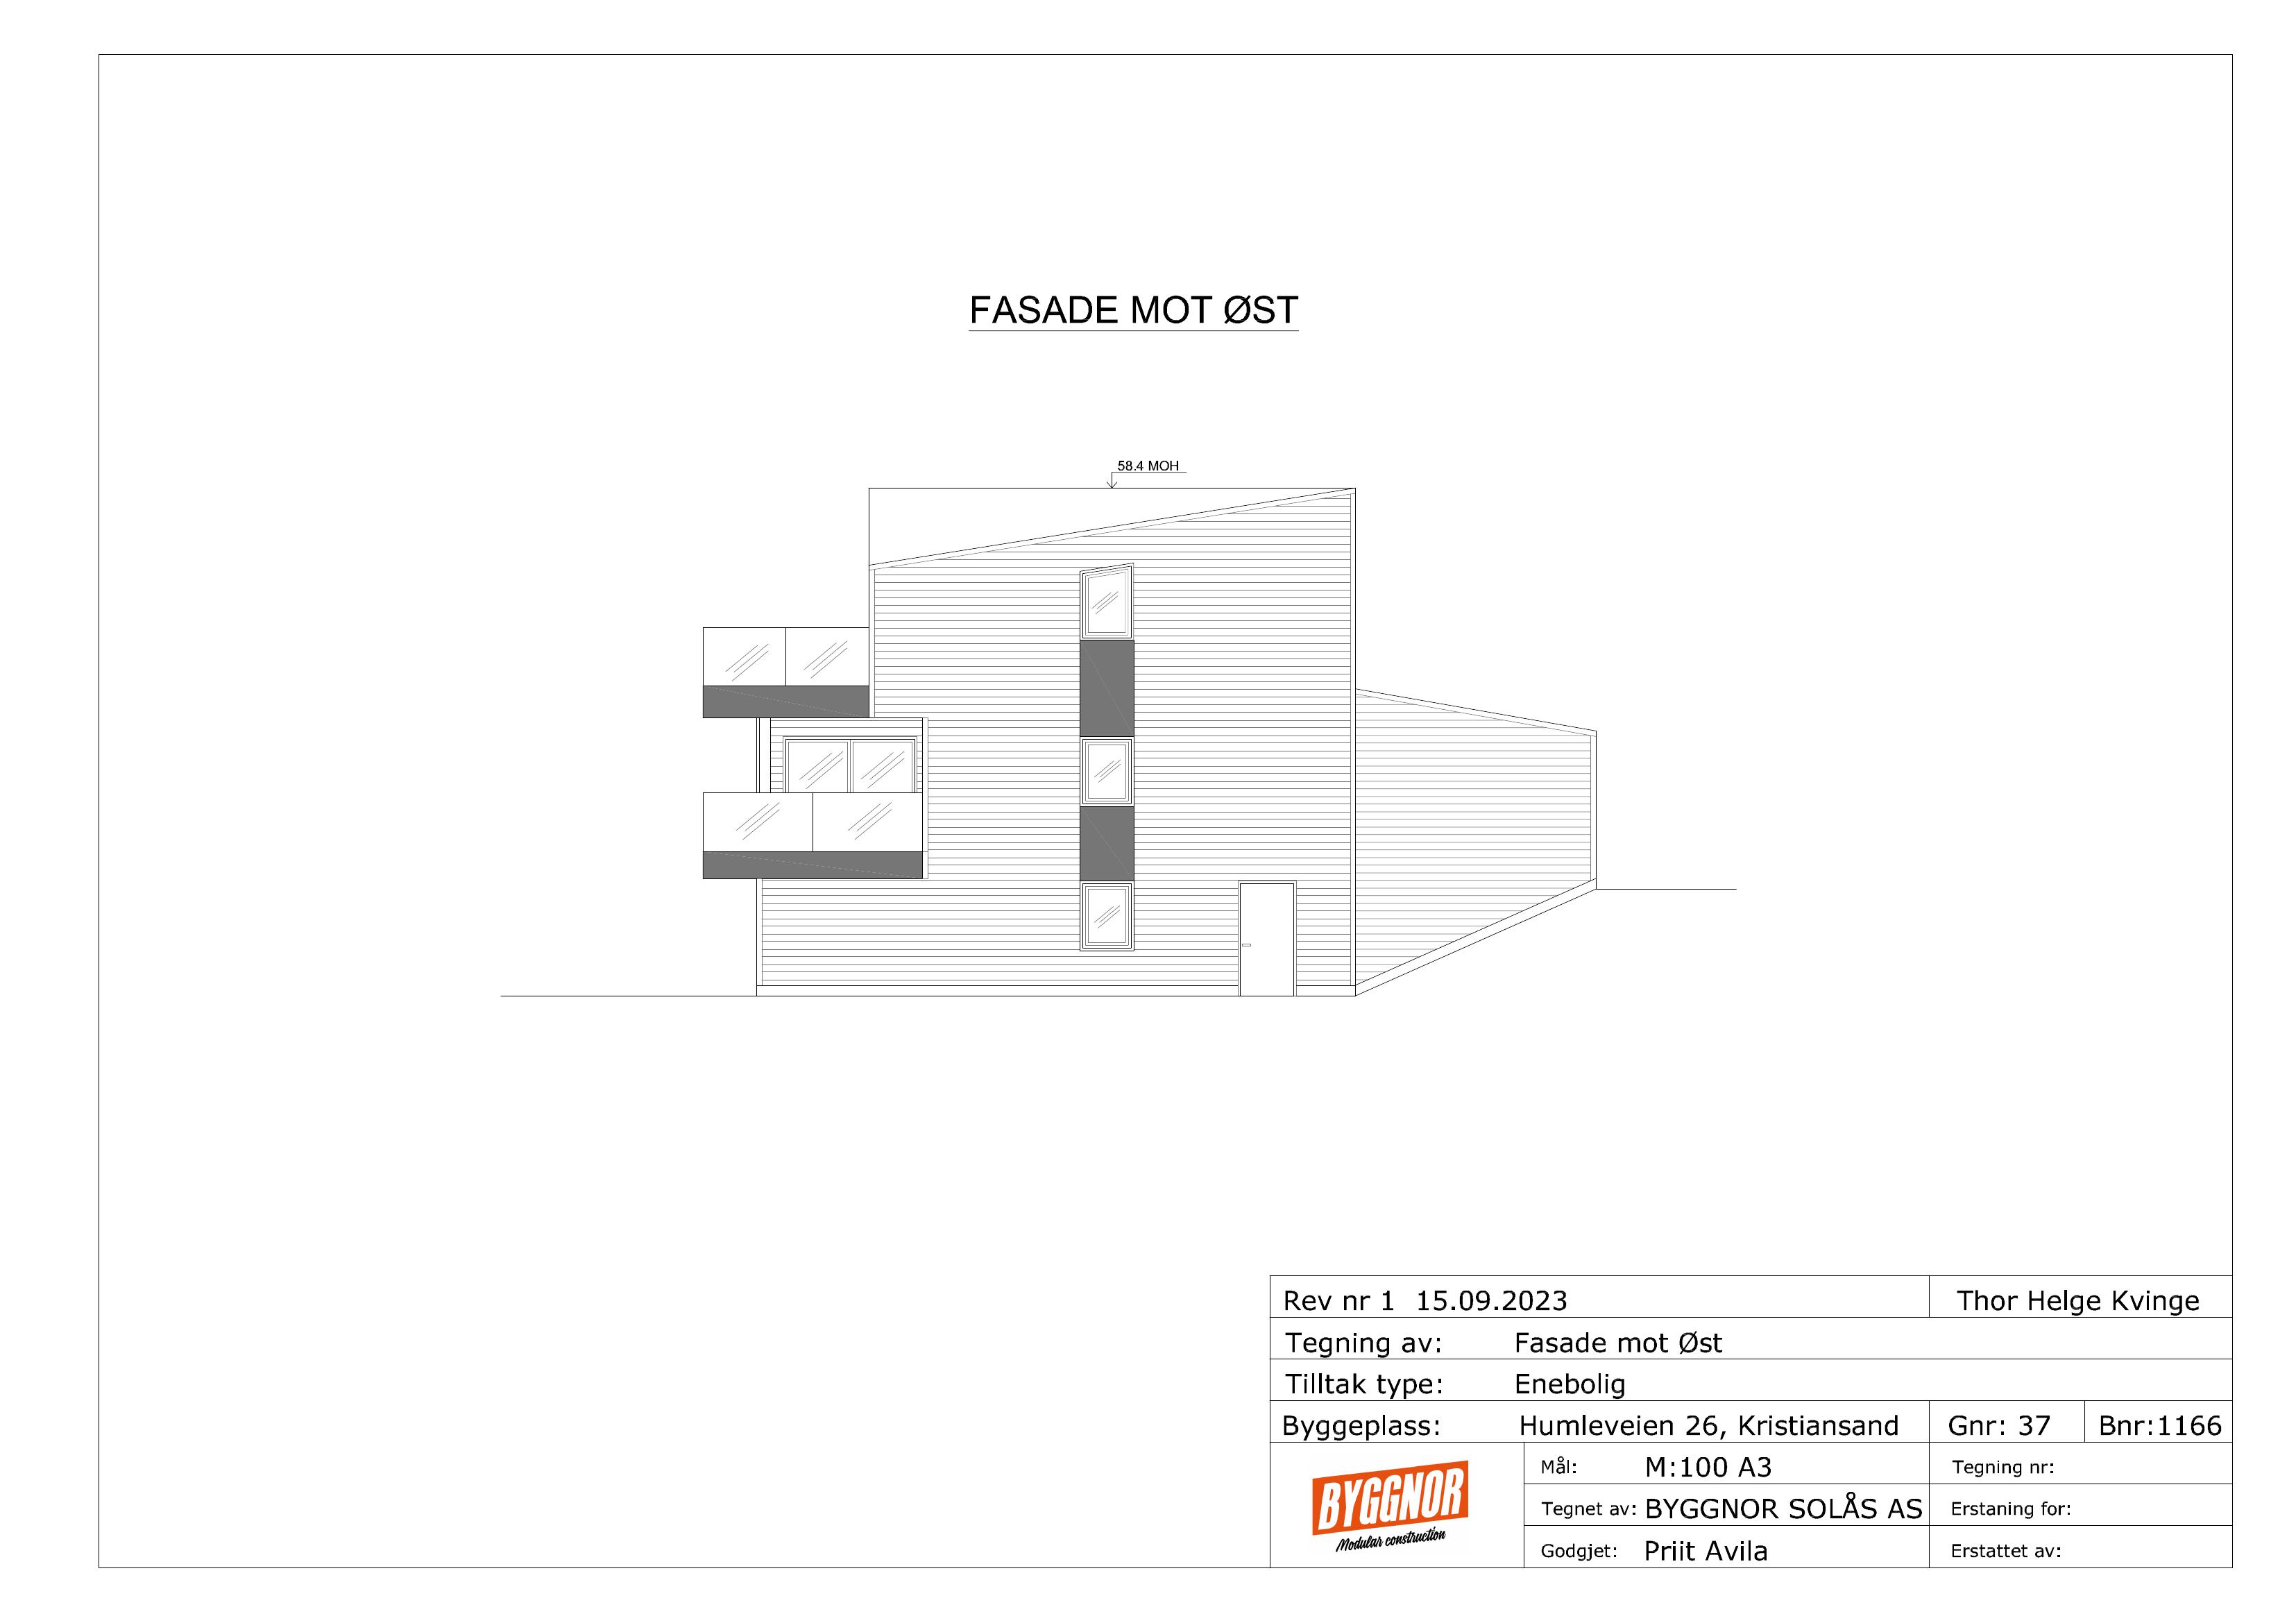 FASADE MOT ØST
58.4 MOH
Rev nr 1 15.09.2023
Thor Helge Kvinge
Tegning av: Fasade mot Øst
Tilltak type: Enebolig
Byggeplass: Humleveien 26, Kristiansand
Gnr: 37
Bnr:1166
BYGGNOR
Modular construction
Mål: M:100 A3
Tegning nr:
Tegnet av: BYGGNOR SOLÅS AS
Erstaning for:
Godgjet: Priit Avila
Erstattet av: